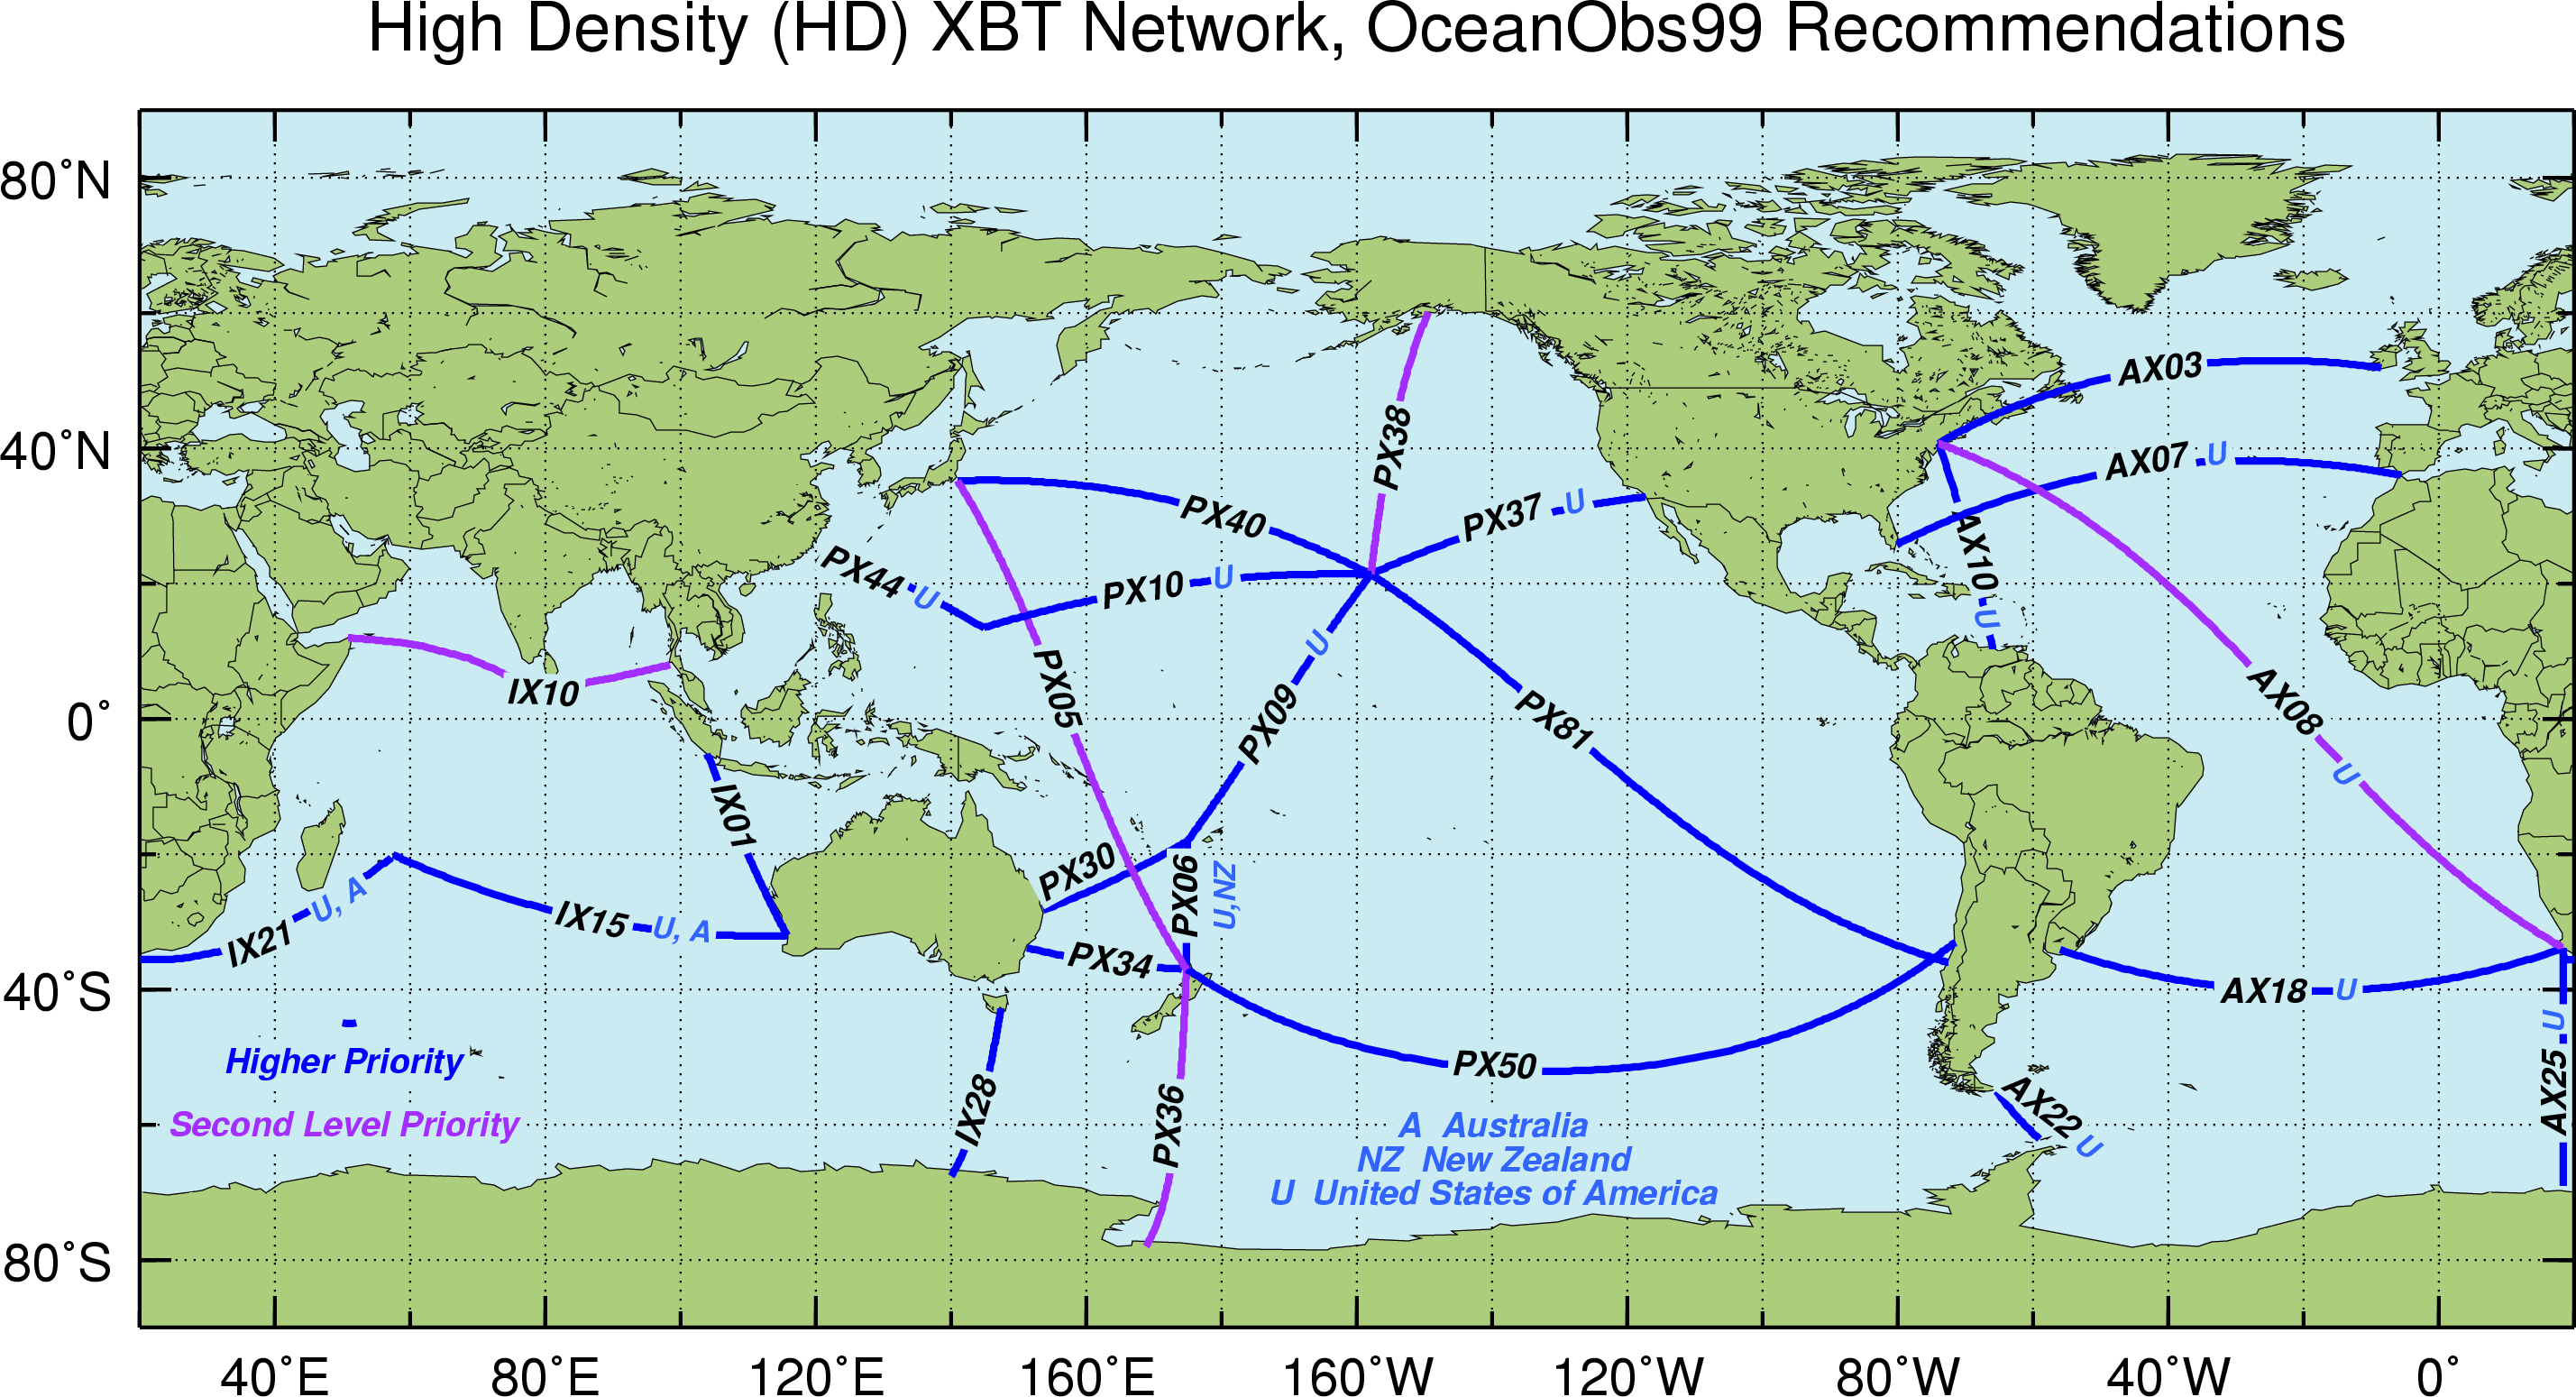 High Density (HD) XBT Network, OceanObs99 Recommendations
80°N
40°N
0°
40°S
80°S
AX03
PX38
AX07 U
PX40
PX37 U
AX10 U
PX44 U
PX10 U
IX10
PX05
U
PX09
PX81
AX08
U
IX01
PX30
PX06
U,NZ
IX21 U, A
IX15 U, A
PX34
AX18 U
U
AX25
Higher Priority
PX50
IX28
PX36
AX22 U
Second Level Priority
A Australia
NZ New Zealand
U United States of America
40°E 80°E 120°E 160°E 160°W 120°W 80°W 40°W 0°